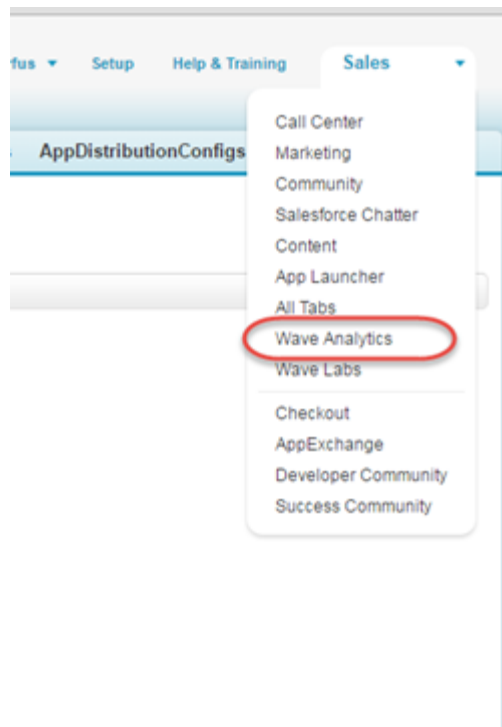 Setup Help & Training Sales
AppDistributionConfigs
Call Center
Marketing
Community
Salesforce Chatter
Content
App Launcher
All Tabs
Wave Analytics
Wave Labs
Checkout
AppExchange
Developer Community
Success Community